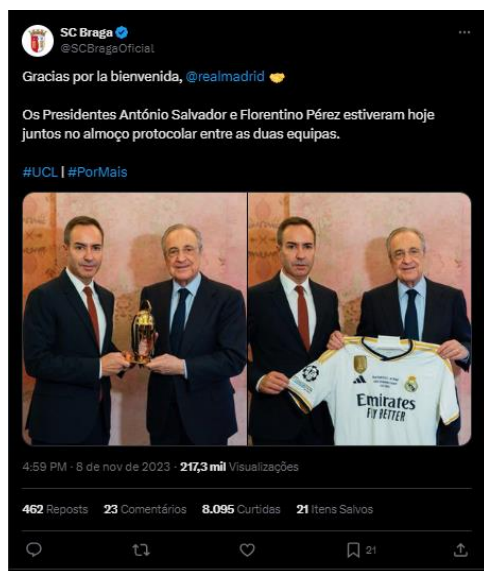 SC Braga
@SCBragaOficial
Gracias por la bienvenida, @realmadrid
Os Presidentes António Salvador e Florentino Pérez estiveram hoje
juntos no almoço protocolar entre as duas equipas.
#UCL | #PorMais
Emirates
FLY BETTER
4:59 PM · 8 de nov de 2023 · 217,3 mil Visualizações
462 Reposts 23 Comentários 8.095 Curtidas 21 Itens Salvos
21